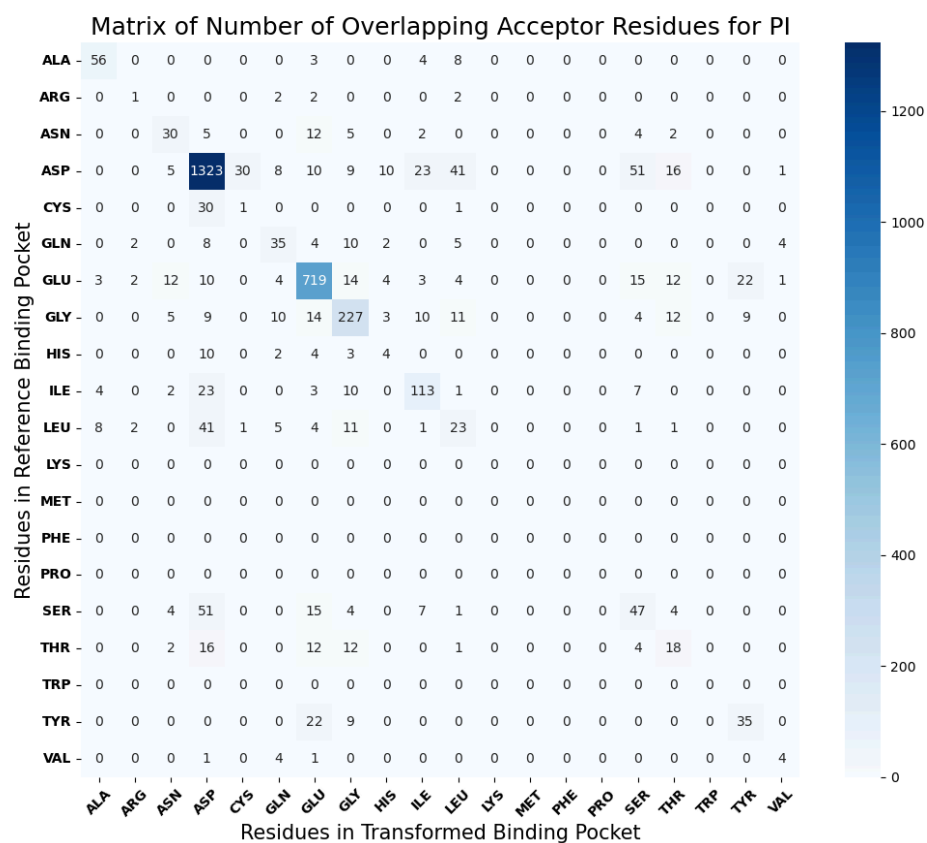 Matrix of Number of Overlapping Acceptor Residues for PI
Residues in Reference Binding Pocket
ALA 56 0 0 0 0 0 3 0 0 4 8 0 0 0 0 0 0 0 0 0
ARG 0 1 0 0 0 2 2 0 0 0 2 0 0 0 0 0 0 0 0 0
ASN 0 0 30 5 0 0 12 5 0 2 0 0 0 0 0 4 2 0 0 0
ASP 0 0 5 1323 30 8 10 9 10 23 41 0 0 0 0 51 16 0 0 1
CYS 0 0 0 30 1 0 0 0 0 0 1 0 0 0 0 0 0 0 0 0
GLN 0 2 0 8 0 35 4 10 2 0 5 0 0 0 0 0 0 0 0 4
GLU 3 2 12 10 0 4 719 14 4 3 4 0 0 0 0 15 12 0 22 1
GLY 0 0 5 9 0 10 14 227 3 10 11 0 0 0 0 4 12 0 9 0
HIS 0 0 0 10 0 2 4 3 4 0 0 0 0 0 0 0 0 0 0 0
ILE 4 0 2 23 0 0 3 10 0 113 1 0 0 0 0 7 0 0 0 0
LEU 8 2 0 41 1 5 4 11 0 1 23 0 0 0 0 1 1 0 0 0
LYS 0 0 0 0 0 0 0 0 0 0 0 0 0 0 0 0 0 0 0 0
MET 0 0 0 0 0 0 0 0 0 0 0 0 0 0 0 0 0 0 0 0
PHE 0 0 0 0 0 0 0 0 0 0 0 0 0 0 0 0 0 0 0 0
PRO 0 0 0 0 0 0 0 0 0 0 0 0 0 0 0 0 0 0 0 0
SER 0 0 4 51 0 0 15 4 0 7 1 0 0 0 0 47 4 0 0 0
THR 0 0 2 16 0 0 12 12 0 0 1 0 0 0 0 4 18 0 0 0
TRP 0 0 0 0 0 0 0 0 0 0 0 0 0 0 0 0 0 0 0 0
TYR 0 0 0 0 0 0 22 9 0 0 0 0 0 0 0 0 0 0 35 0
VAL 0 0 0 1 0 4 1 0 0 0 0 0 0 0 0 0 0 0 0 4
ALA ARG ASN ASP CYS GLN GLU GLY HIS ILE LEU LYS MET PHE PRO SER THR TRP TYR VAL
Residues in Transformed Binding Pocket
1200
1000
800
600
400
200
0